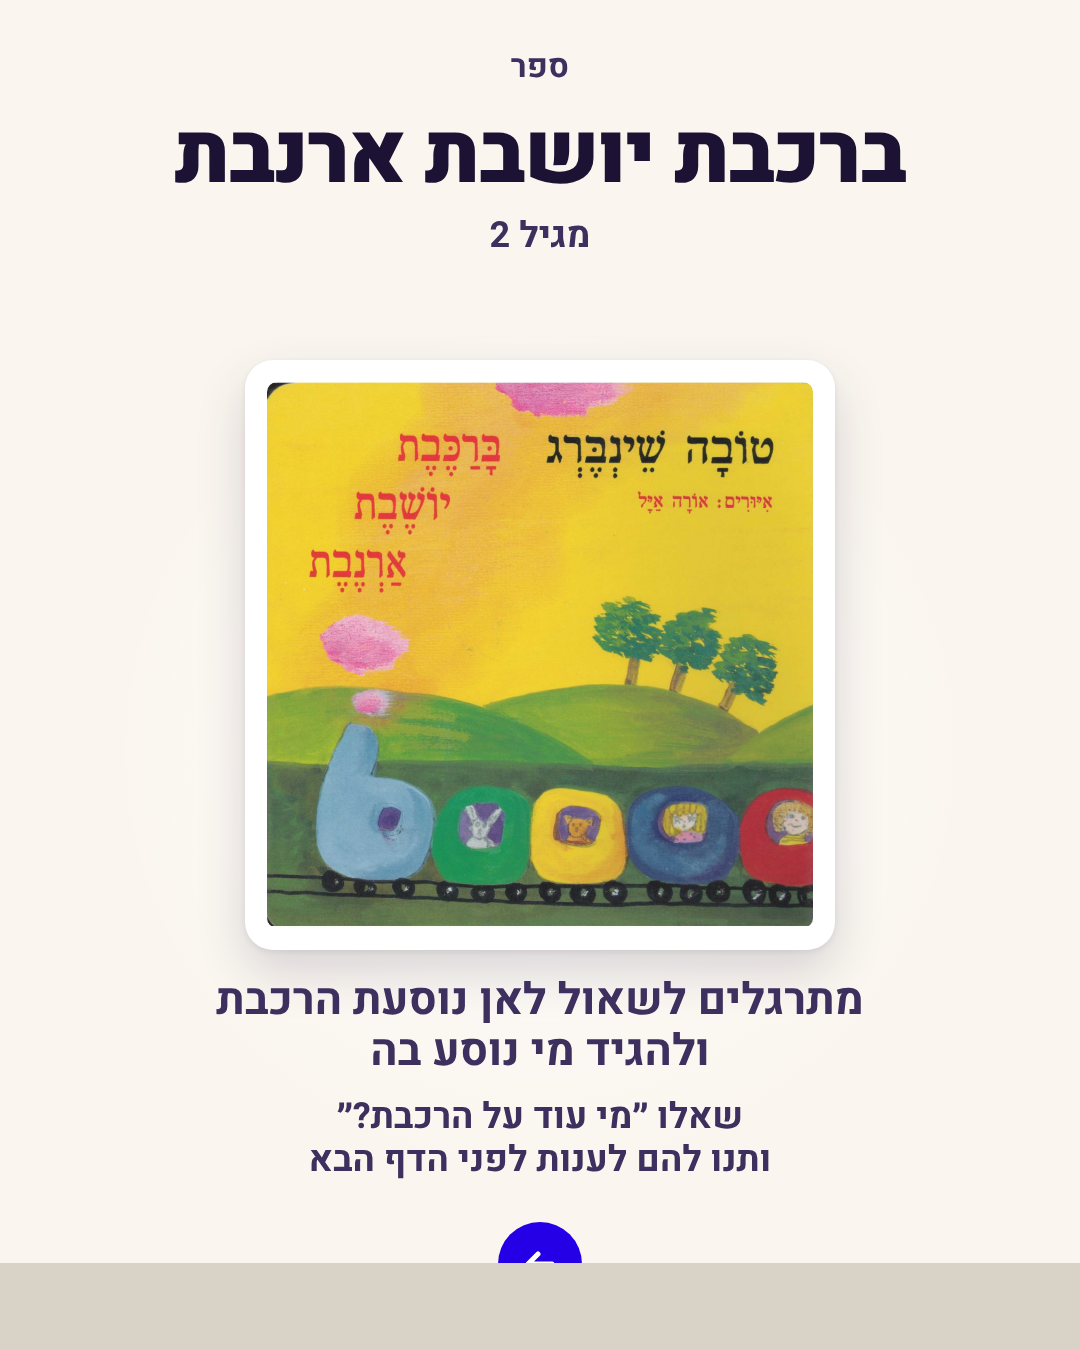 ספר
ברכבת יושבת ארנבת
מגיל 2
טוֹבָה שֵׁינְבֶּרְג
אִיּוּרִים: אוֹרָה אַיָּל
בָּרַכֶּבֶת
יוֹשֶׁבֶת
אַרְנֶבֶת
מתרגלים לשאול לאן נוסעת הרכבת
ולהגיד מי נוסע בה
שאלו ״מי עוד על הרכבת?״
ותנו להם לענות לפני הדף הבא